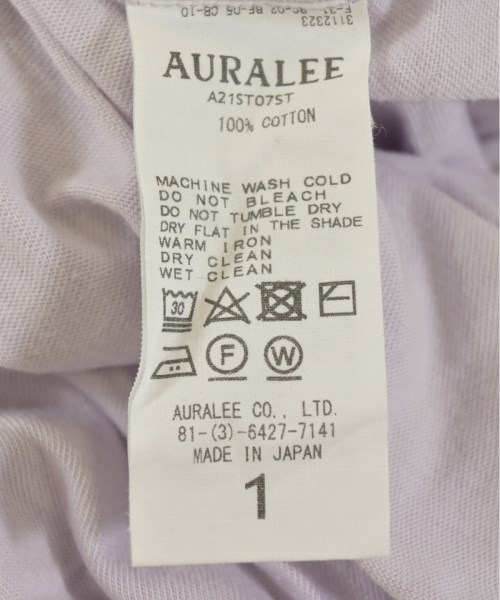 3112323
AURALEE
A21ST07ST
100% COTTON
MACHINE WASH COLD
DO NOT BLEACH
DO NOT TUMBLE DRY
DRY FLAT IN THE SHADE
WARM IRON
DRY CLEAN
WET CLEAN
30
F W
AURALEE CO., LTD.
81-(3)-6427-7141
MADE IN JAPAN
1